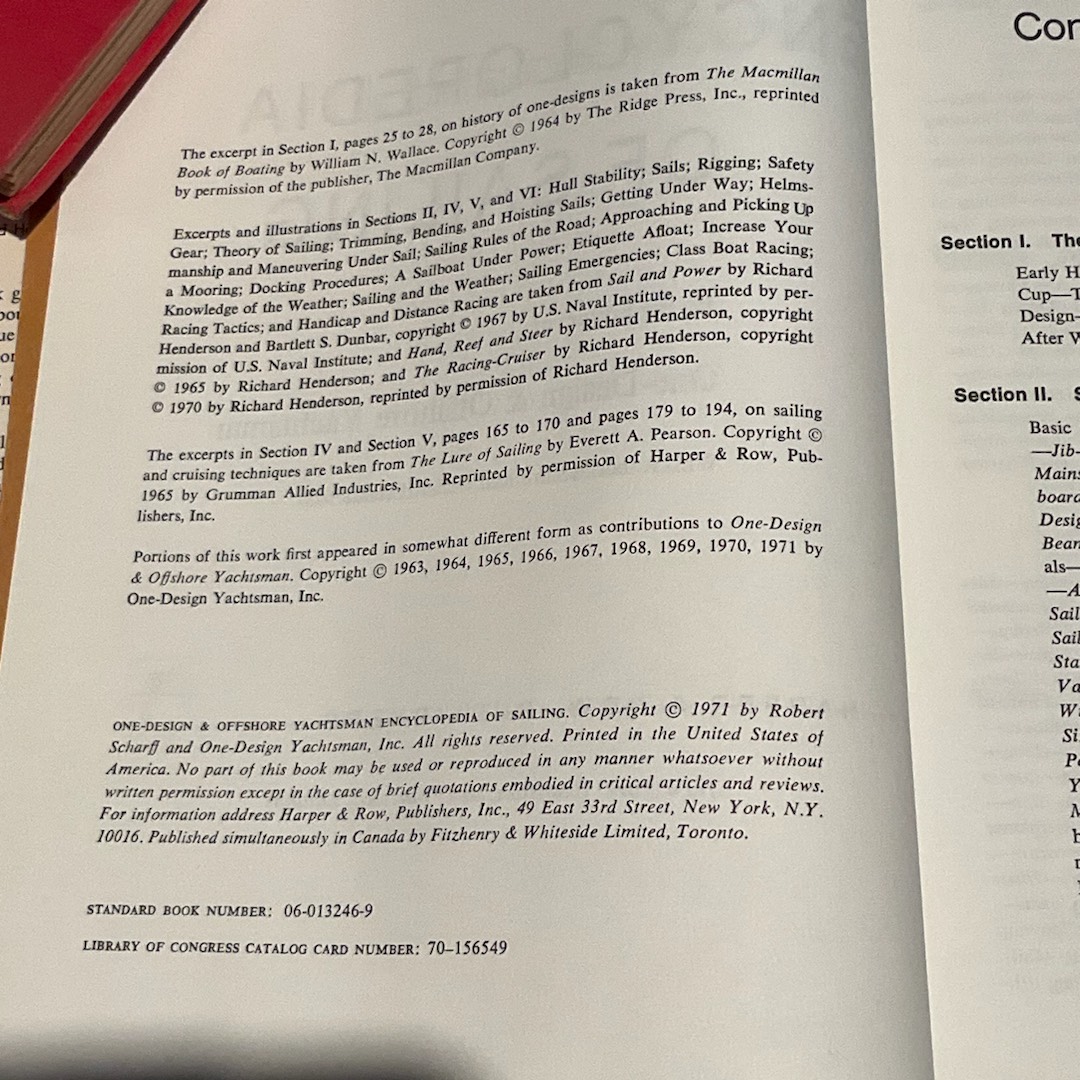 The excerpt in Section I, pages 25 to 28, on history of one-designs is taken from The Macmillan
Book of Boating by William N. Wallace. Copyright © 1964 by The Ridge Press, Inc., reprinted
by permission of the publisher, The Macmillan Company.
Excerpts and illustrations in Sections II, IV, V, and VI: Hull Stability; Sails; Rigging; Safety
Gear; Theory of Sailing; Trimming, Bending, and Hoisting Sails; Getting Under Way; Helms-
manship and Maneuvering Under Sail; Sailing Rules of the Road; Approaching and Picking Up
a Mooring; Docking Procedures; A Sailboat Under Power; Etiquette Afloat; Increase Your
Knowledge of the Weather; Sailing and the Weather; Sailing Emergencies; Class Boat Racing;
Racing Tactics; and Handicap and Distance Racing are taken from Sail and Power by Richard
Henderson and Bartlett S. Dunbar, copyright © 1967 by U.S. Naval Institute, reprinted by per-
mission of U.S. Naval Institute; and Hand, Reef and Steer by Richard Henderson, copyright
© 1965 by Richard Henderson; and The Racing-Cruiser by Richard Henderson, copyright
© 1970 by Richard Henderson, reprinted by permission of Richard Henderson.
The excerpts in Section IV and Section V, pages 165 to 170 and pages 179 to 194, on sailing
and cruising techniques are taken from The Lure of Sailing by Everett A. Pearson. Copyright ©
1965 by Grumman Allied Industries, Inc. Reprinted by permission of Harper & Row, Pub-
lishers, Inc.
Portions of this work first appeared in somewhat different form as contributions to One-Design
& Offshore Yachtsman. Copyright © 1963, 1964, 1965, 1966, 1967, 1968, 1969, 1970, 1971 by
One-Design Yachtsman, Inc.
ONE-DESIGN & OFFSHORE YACHTSMAN ENCYCLOPEDIA OF SAILING. Copyright © 1971 by Robert
Scharff and One-Design Yachtsman, Inc. All rights reserved. Printed in the United States of
America. No part of this book may be used or reproduced in any manner whatsoever without
written permission except in the case of brief quotations embodied in critical articles and reviews.
For information address Harper & Row, Publishers, Inc., 49 East 33rd Street, New York, N.Y.
10016. Published simultaneously in Canada by Fitzhenry & Whiteside Limited, Toronto.
STANDARD BOOK NUMBER: 06-013246-9
LIBRARY OF CONGRESS CATALOG CARD NUMBER: 70–156549
Con
Section I. The
Early H
Cup—T
Design-
After W
Section II. S
Basic
—Jib-
Mains
board
Desig
Bean
als—
—A
Sail
Sail
Sta
Va
Si